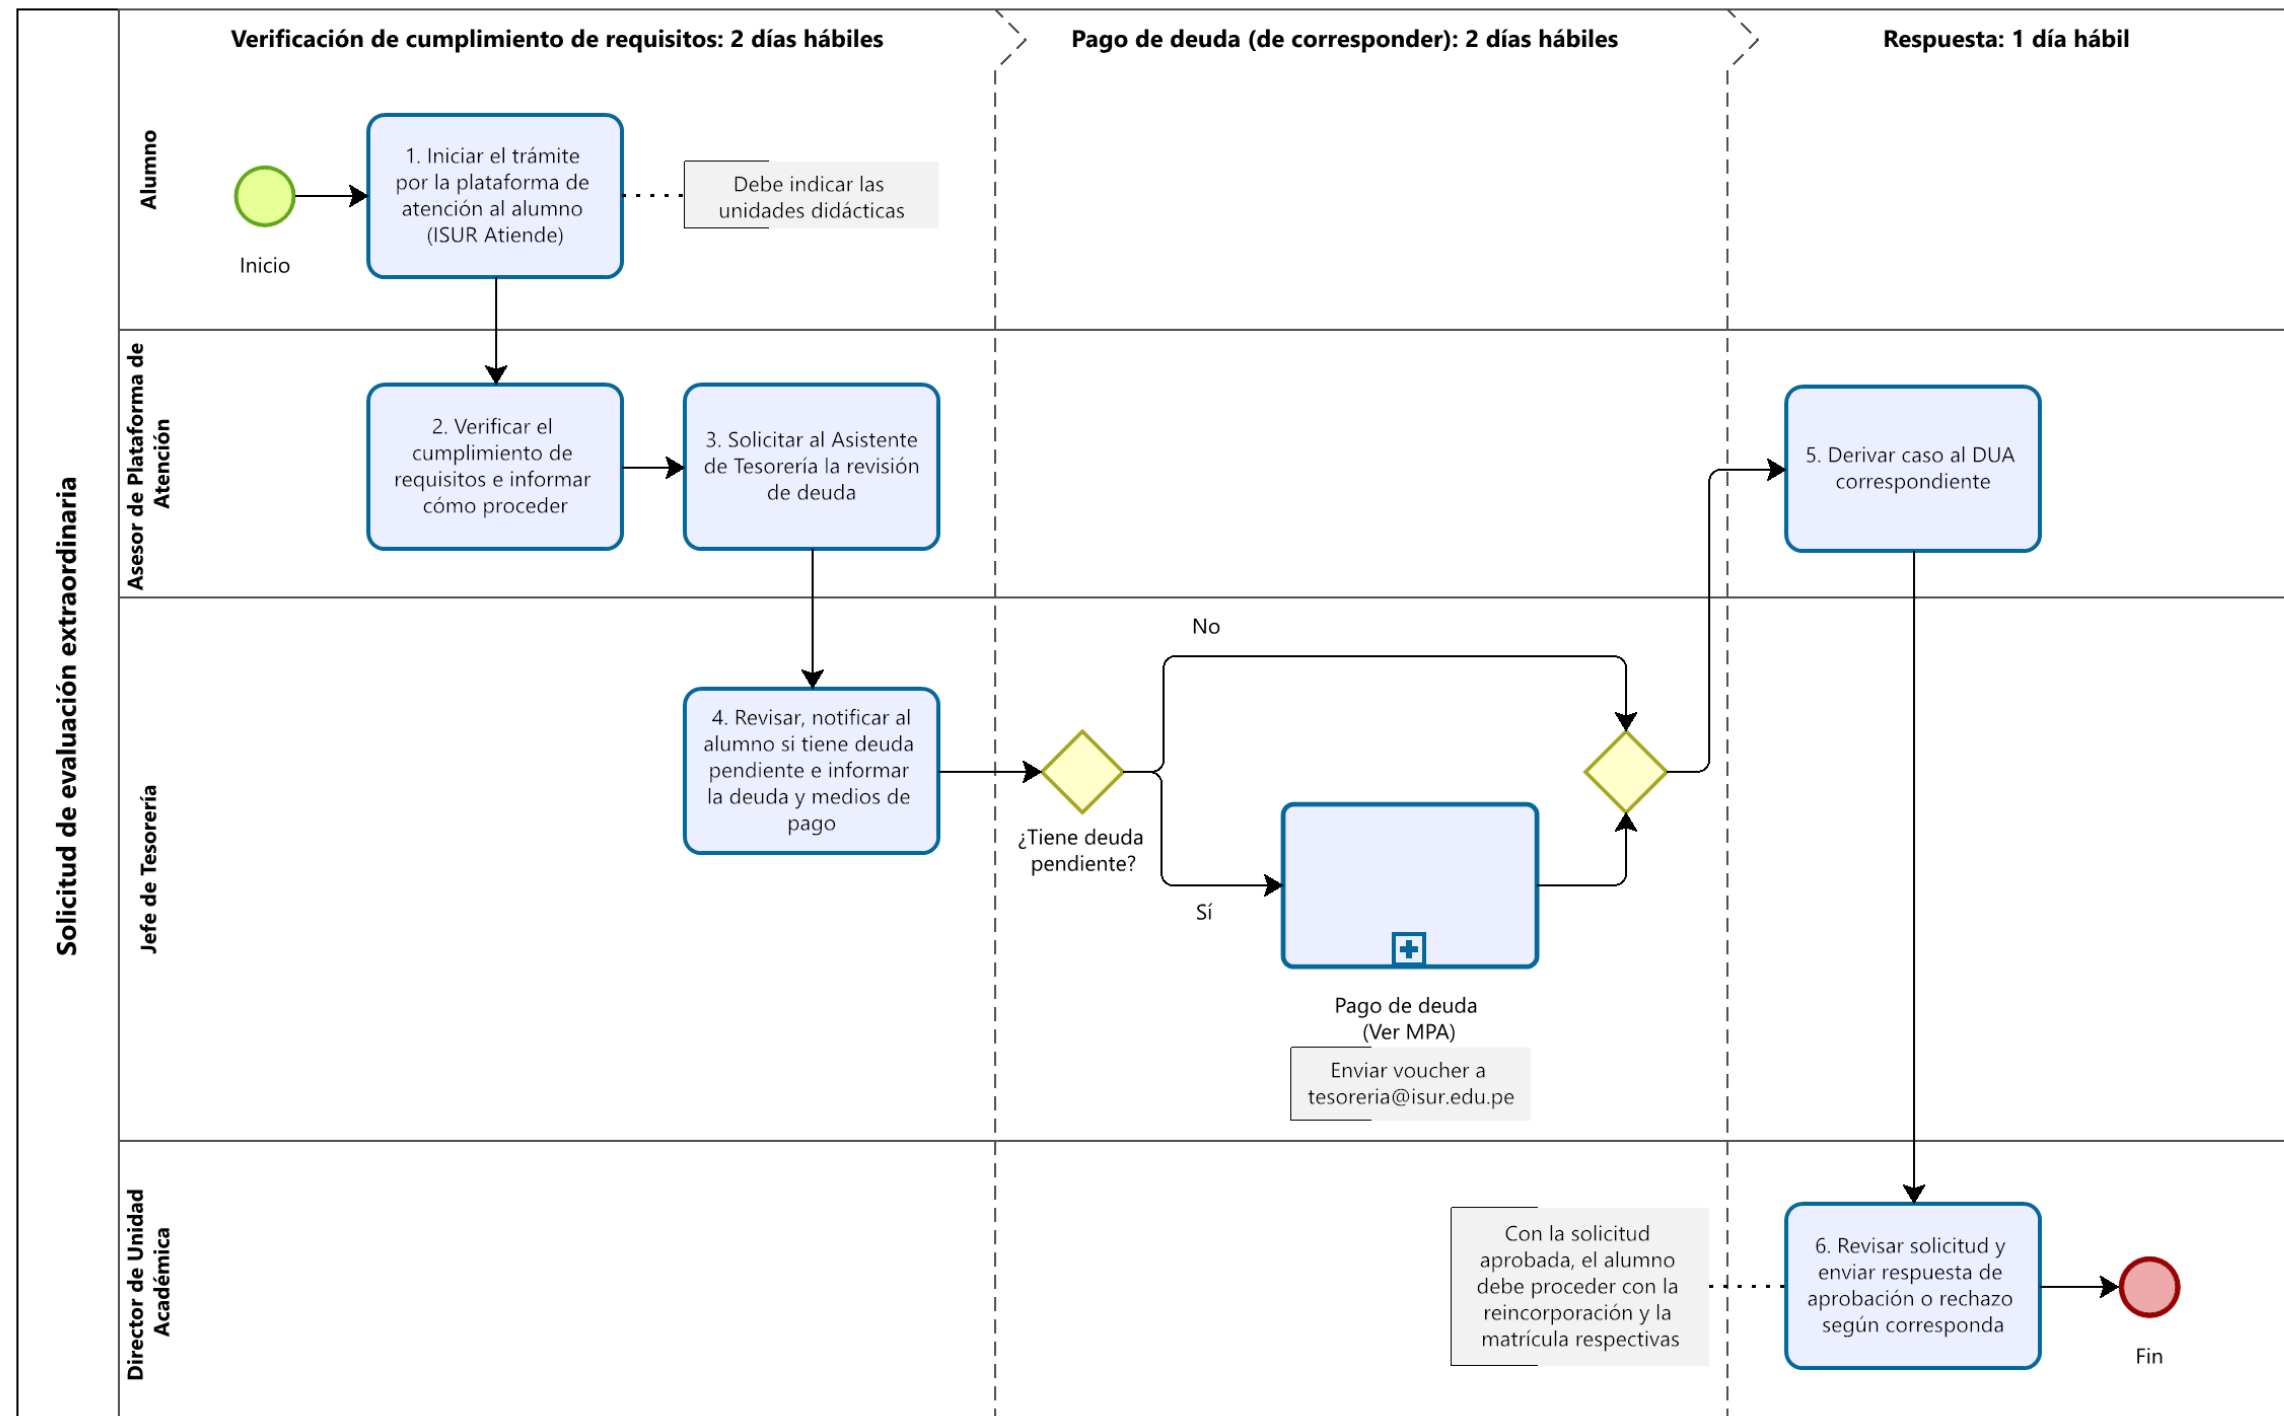 Solicitud de evaluación extraordinaria
Verificación de cumplimiento de requisitos: 2 días hábiles
Pago de deuda (de corresponder): 2 días hábiles
Respuesta: 1 día hábil
Alumno
Inicio
1. Iniciar el trámite
por la plataforma de
atención al alumno
(ISUR Atiende)
Debe indicar las
unidades didácticas
Asesor de Plataforma de
Atención
2. Verificar el
cumplimiento de
requisitos e informar
cómo proceder
3. Solicitar al Asistente
de Tesorería la revisión
de deuda
5. Derivar caso al DUA
correspondiente
Jefe de Tesorería
4. Revisar, notificar al
alumno si tiene deuda
pendiente e informar
la deuda y medios de
pago
¿Tiene deuda
pendiente?
No
Sí
Pago de deuda
(Ver MPA)
Enviar voucher a
tesoreria@isur.edu.pe
Director de Unidad
Académica
Con la solicitud
aprobada, el alumno
debe proceder con la
reincorporación y la
matrícula respectivas
6. Revisar solicitud y
enviar respuesta de
aprobación o rechazo
según corresponda
Fin